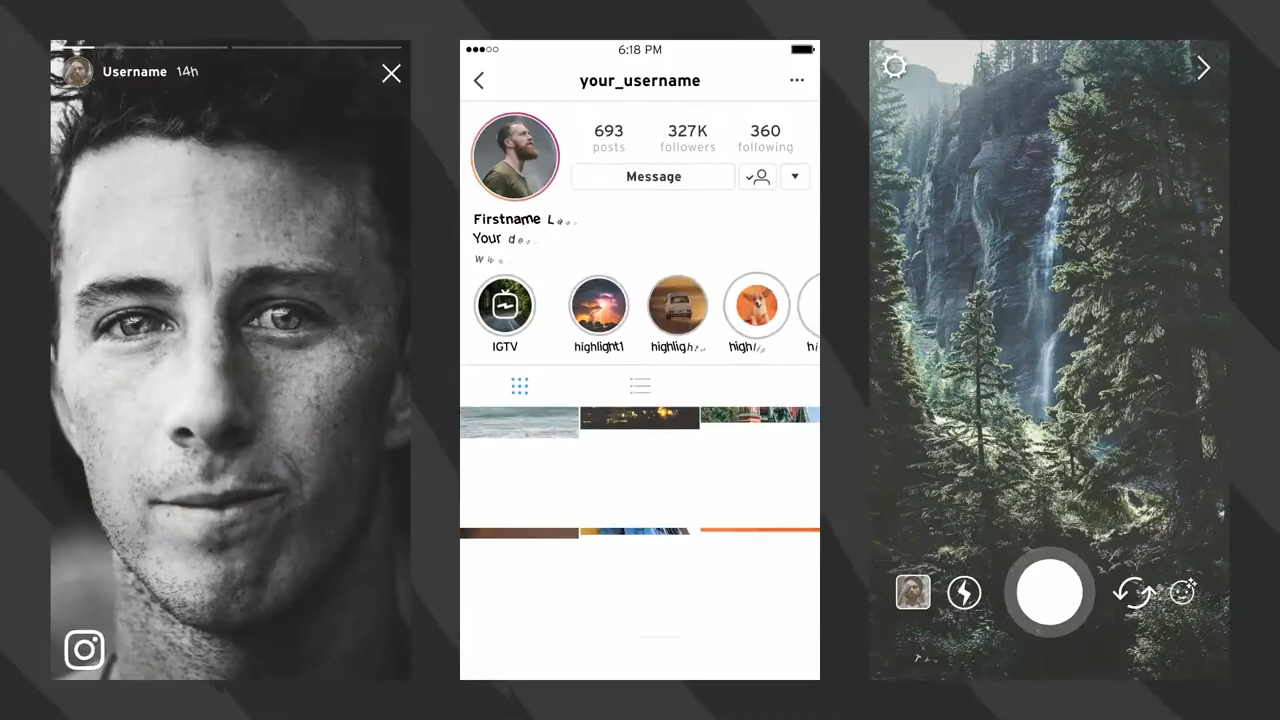 Username 14h
6:18 PM
your_username
693 327K 360
posts followers following
Message
Firstname
Your
IGTV highlight1